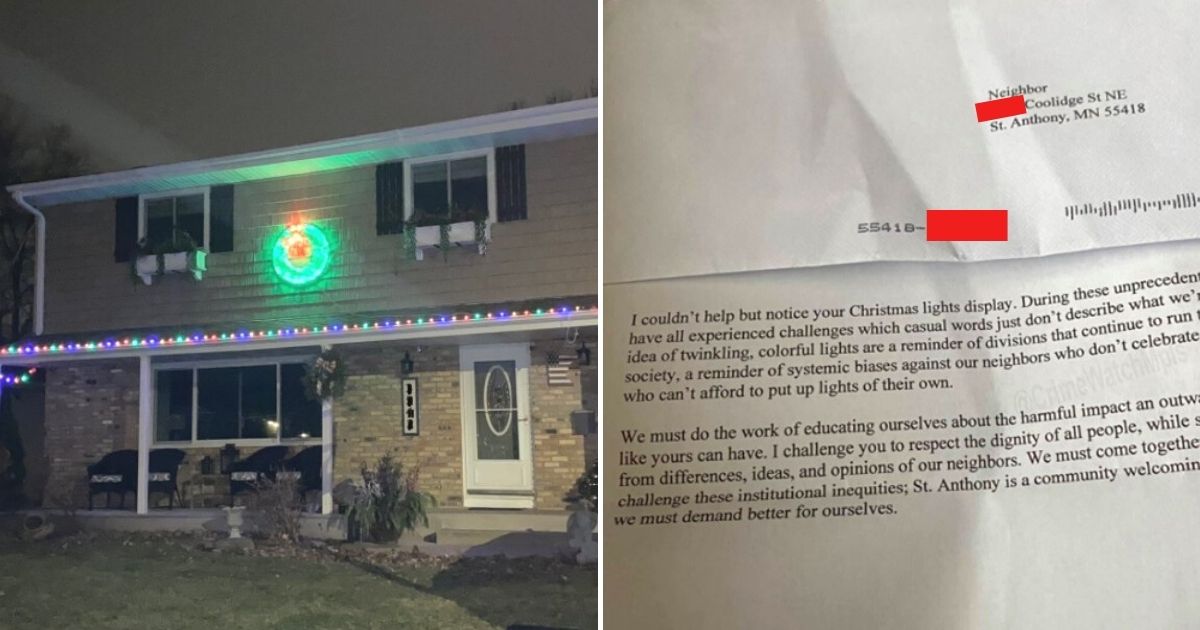 Neighbor
Coolidge St NE
St. Anthony, MN 55418
55418-
I couldn't help but notice your Christmas lights display. During these unprecedent
have all experienced challenges which casual words just don't describe what we'
idea of twinkling, colorful lights are a reminder of divisions that continue to run t
society, a reminder of systemic biases against our neighbors who don't celebrate
who can't afford to put up lights of their own.
@CrimeWatchMpls
We must do the work of educating ourselves about the harmful impact an outwa
like yours can have. I challenge you to respect the dignity of all people, while s
from differences, ideas, and opinions of our neighbors. We must come togethe
challenge these institutional inequities; St. Anthony is a community welcomin
we must demand better for ourselves.